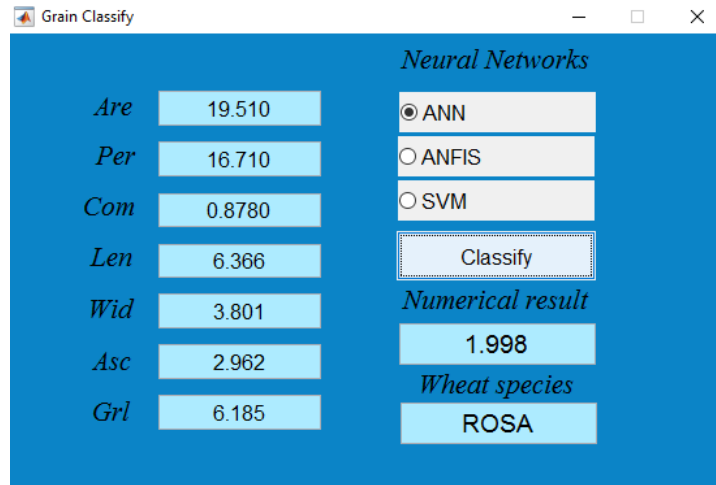 Grain Classify
Neural Networks
Are 19.510
Per 16.710
Com 0.8780
Len 6.366
Wid 3.801
Asc 2.962
Grl 6.185
ANN
ANFIS
SVM
Classify
Numerical result
1.998
Wheat species
ROSA